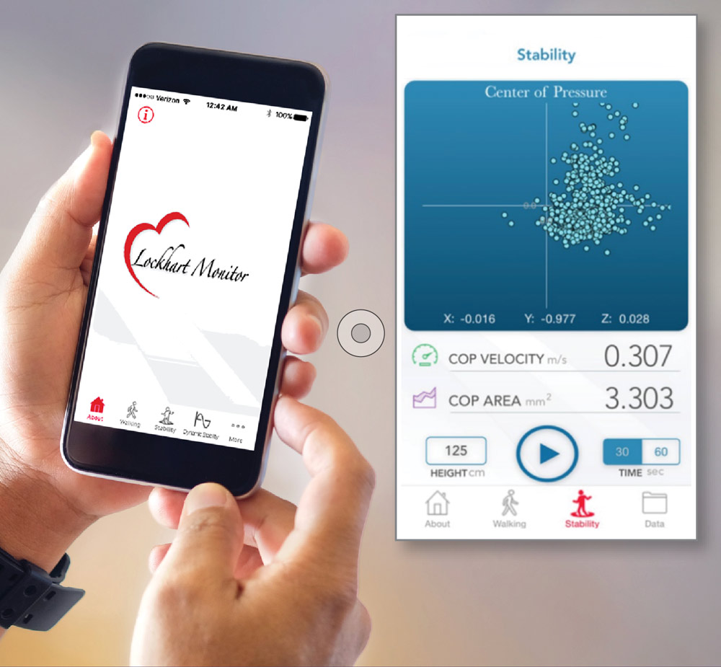 Verizon 12:42 AM 100%
i
Lockhart Monitor
About Walking Stability Dynamic Stability More
Stability
Center of Pressure
0.0
X: -0.016 Y: -0.977 Z: 0.028
COP VELOCITY m/s 0.307
COP AREA mm² 3.303
125 30 60
HEIGHT cm TIME sec
About Walking Stability Data